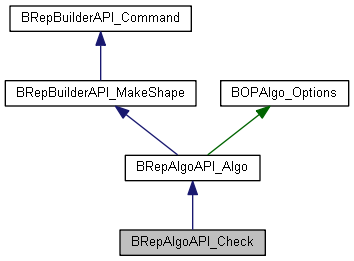 BRepBuilderAPI_Command
BRepBuilderAPI_MakeShape
BOPAlgo_Options
BRepAlgoAPI_Algo
BRepAlgoAPI_Check